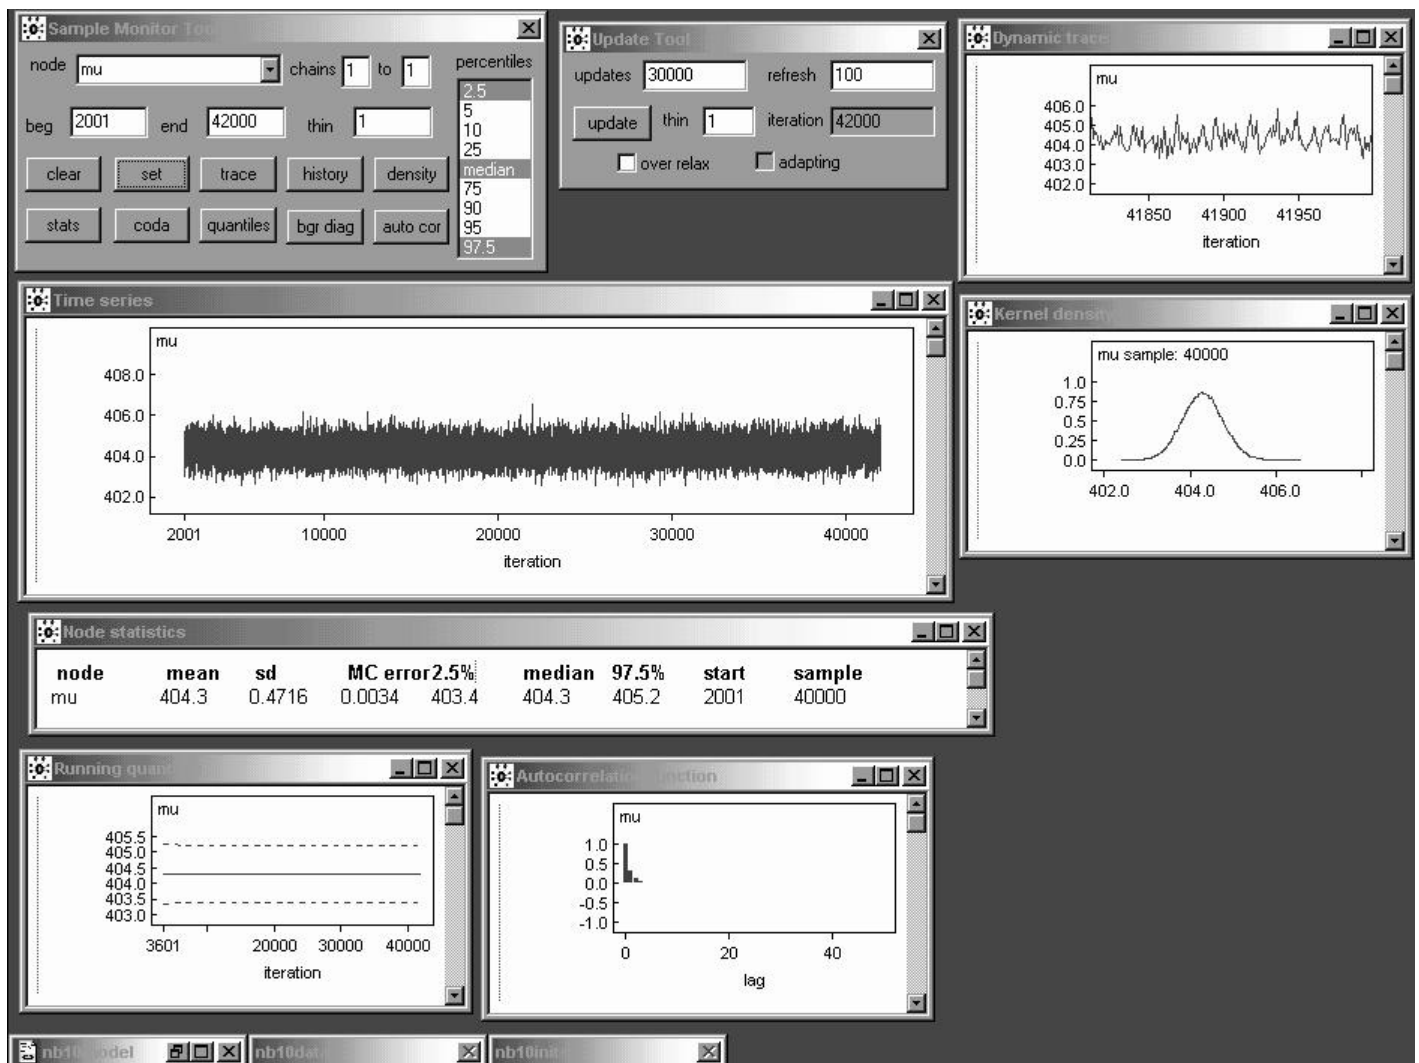 Sample Monitor Tool
node mu chains 1 to 1 percentiles
2.5
5
10
25
median
75
90
95
97.5
beg 2001 end 42000 thin 1
clear set trace history density
stats coda quantiles bgr diag auto cor
Update Tool
updates 30000 refresh 100
update thin 1 iteration 42000
over relax adapting
Dynamic trace
mu
406.0
405.0
404.0
403.0
402.0
41850 41900 41950
iteration
Time series
mu
408.0
406.0
404.0
402.0
2001 10000 20000 30000 40000
iteration
Kernel density
mu sample: 40000
1.0
0.75
0.5
0.25
0.0
402.0 404.0 406.0
Node statistics
node mean sd MC error 2.5% median 97.5% start sample
mu 404.3 0.4716 0.0034 403.4 404.3 405.2 2001 40000
Running quant
mu
405.5
405.0
404.5
404.0
403.5
403.0
3601 20000 30000 40000
iteration
Autocorrelation function
mu
1.0
0.5
0.0
-0.5
-1.0
0 20 40
lag
nb10model nb10data nb10init